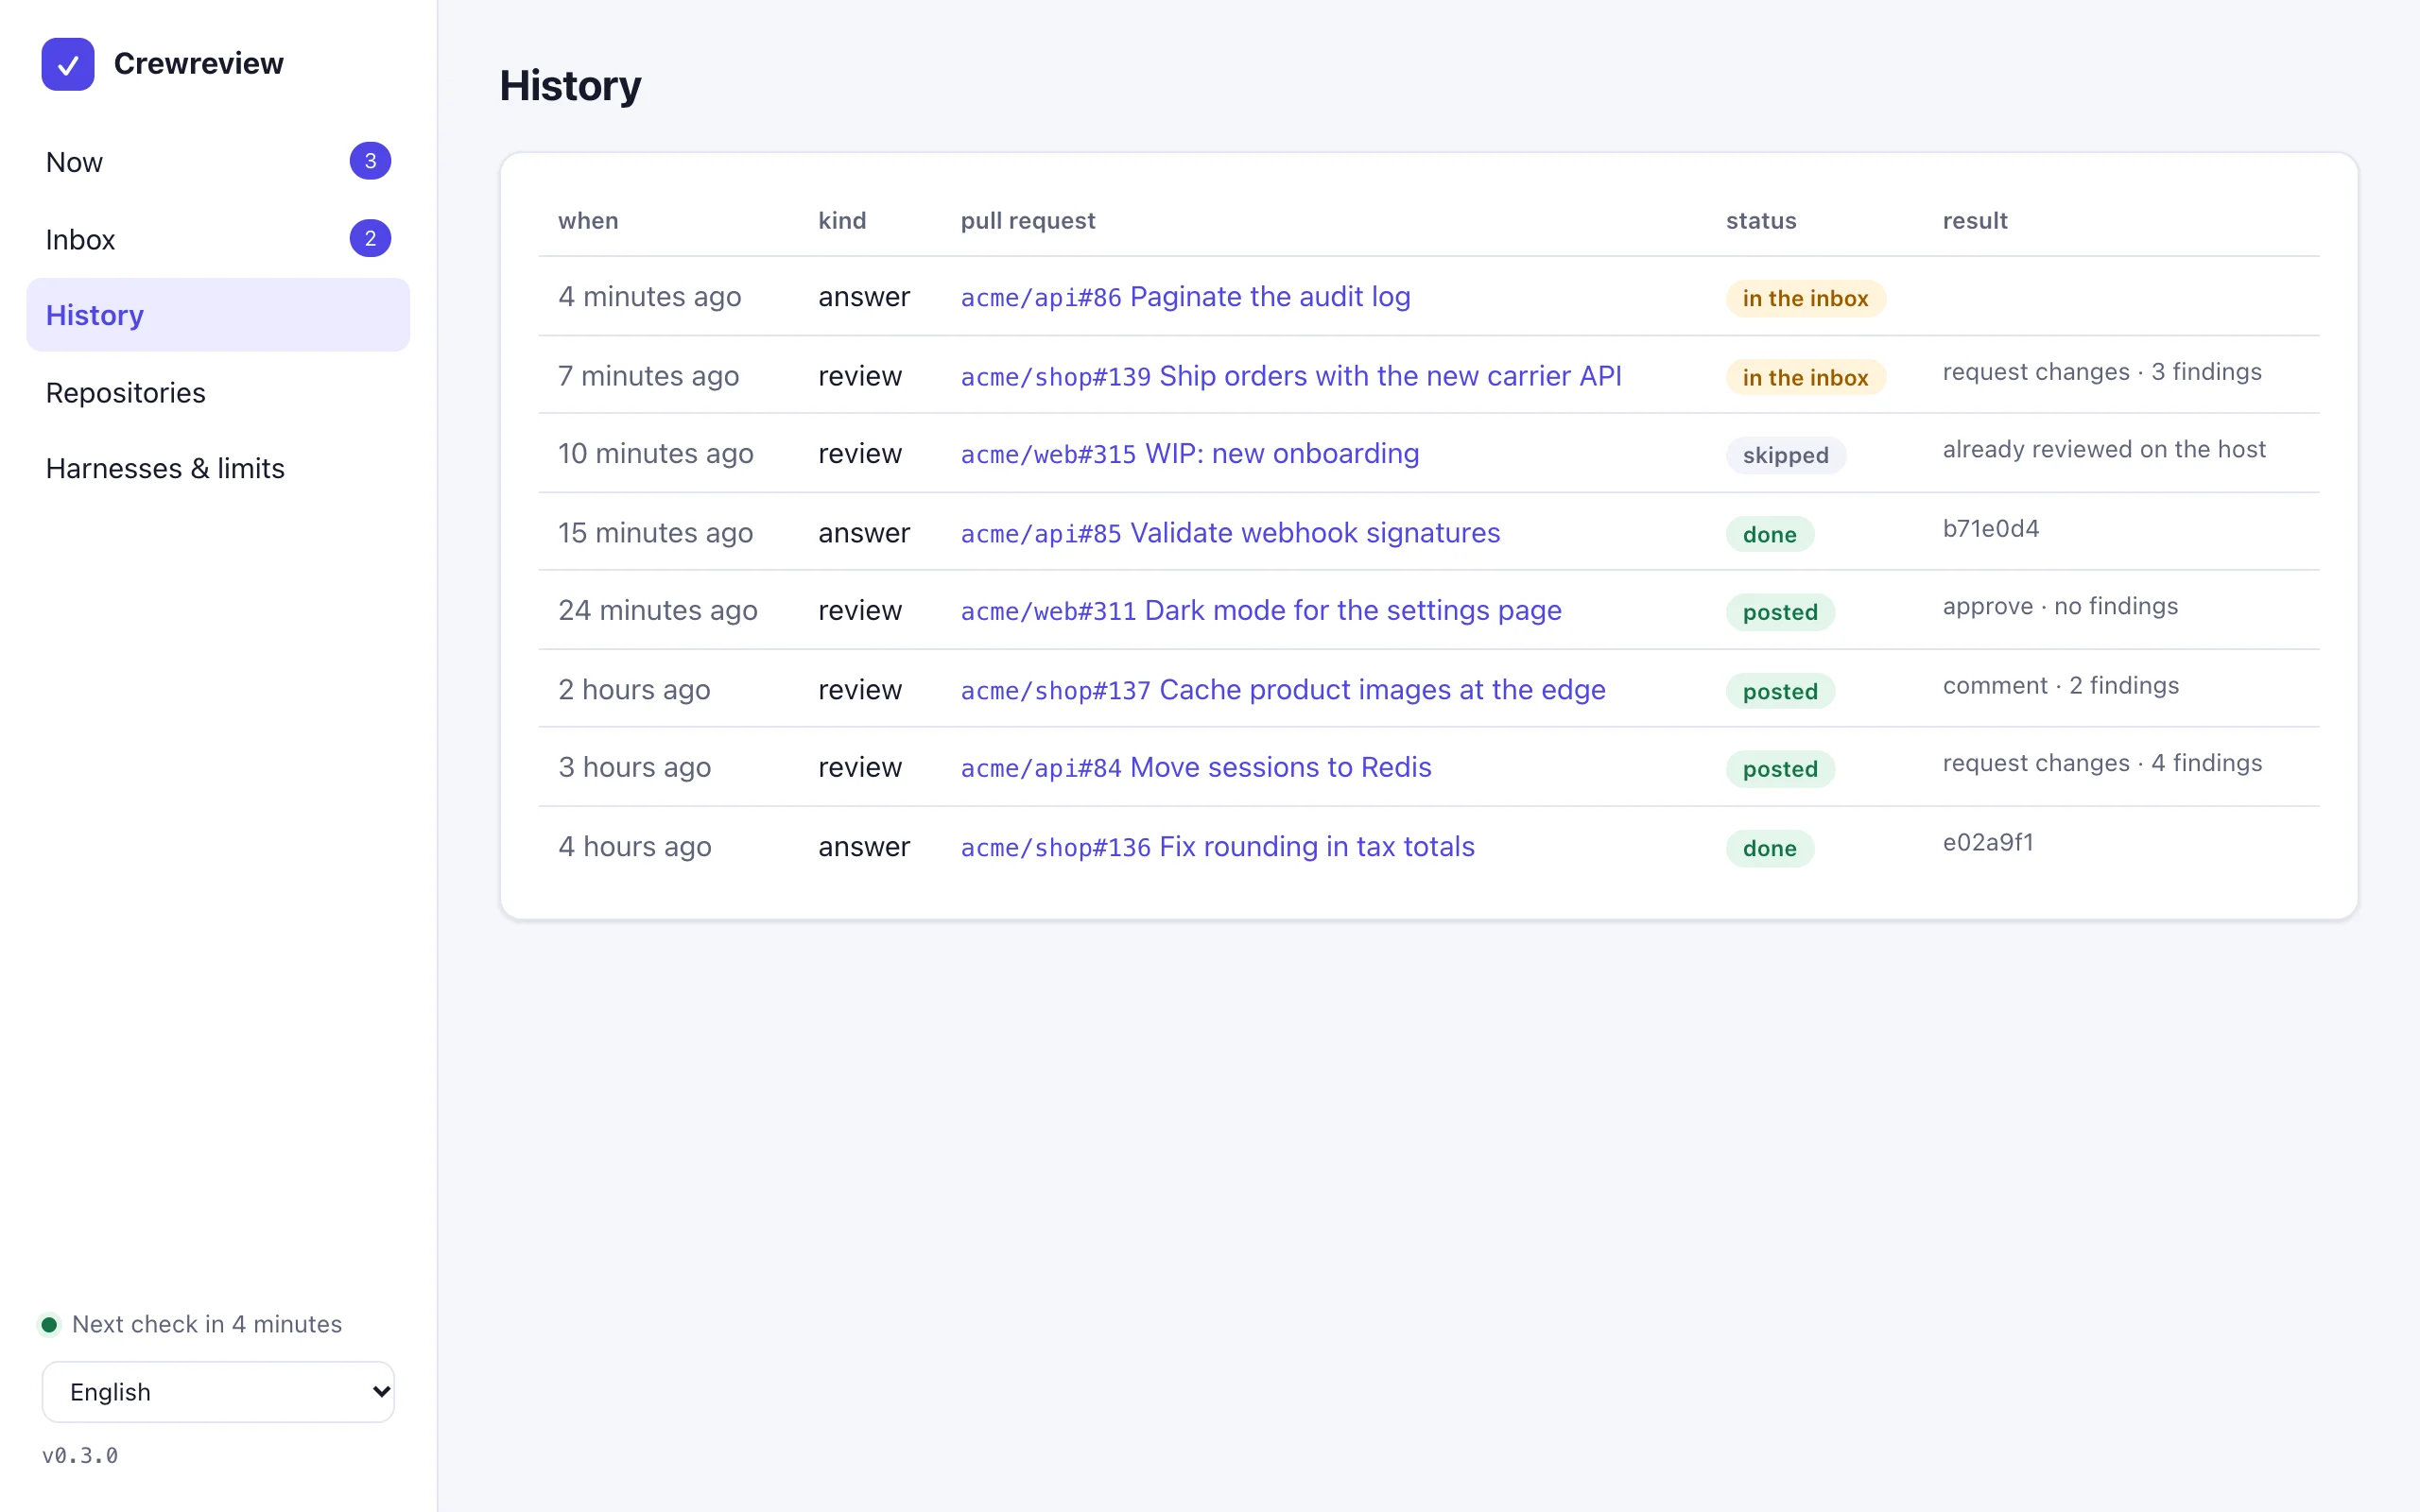 Crewreview
Now 3
Inbox 2
History
Repositories
Harnesses & limits
Next check in 4 minutes
English
v0.3.0
History
when kind pull request status result
4 minutes ago answer acme/api#86 Paginate the audit log in the inbox
7 minutes ago review acme/shop#139 Ship orders with the new carrier API in the inbox request changes · 3 findings
10 minutes ago review acme/web#315 WIP: new onboarding skipped already reviewed on the host
15 minutes ago answer acme/api#85 Validate webhook signatures done b71e0d4
24 minutes ago review acme/web#311 Dark mode for the settings page posted approve · no findings
2 hours ago review acme/shop#137 Cache product images at the edge posted comment · 2 findings
3 hours ago review acme/api#84 Move sessions to Redis posted request changes · 4 findings
4 hours ago answer acme/shop#136 Fix rounding in tax totals done e02a9f1